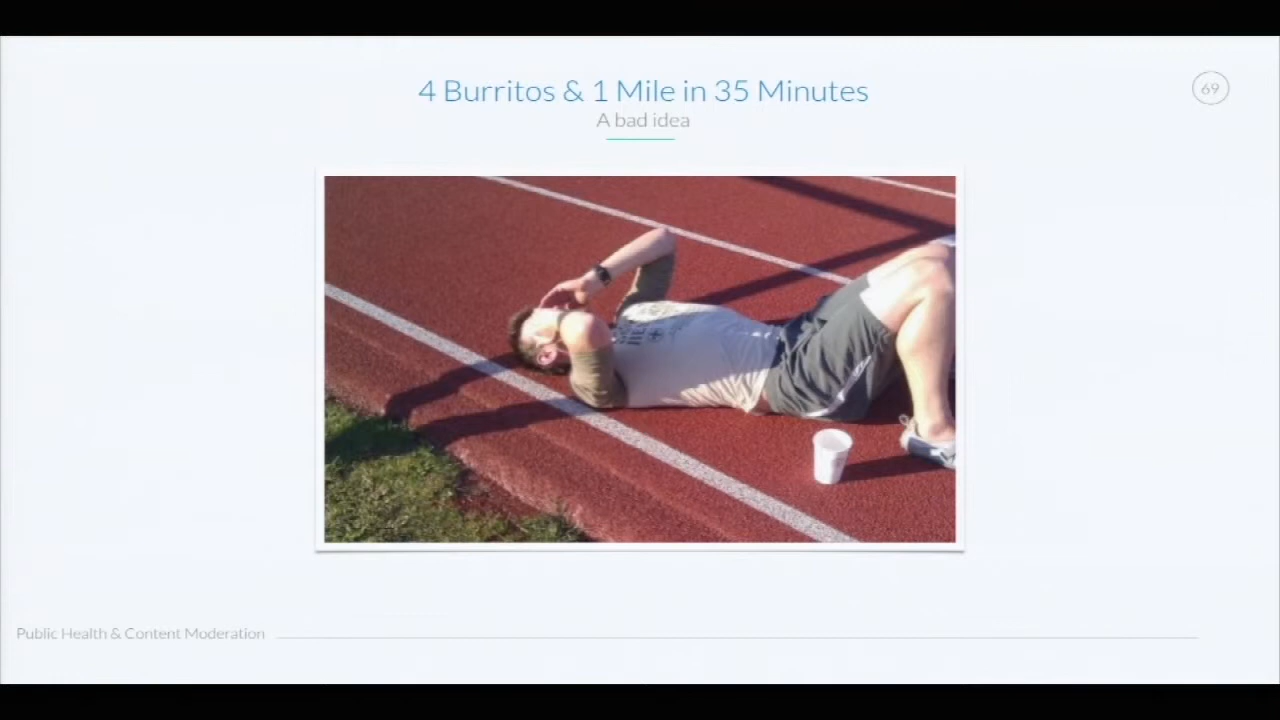 4 Burritos & 1 Mile in 35 Minutes
69
A bad idea
Public Health & Content Moderation